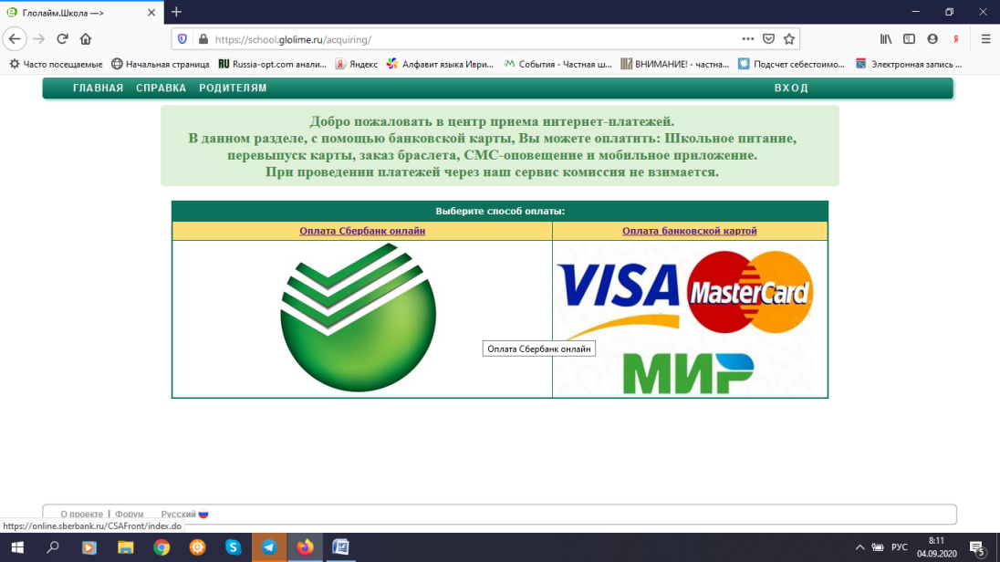 Глолайм.Школа —>
https://school.glolime.ru/acquiring/
Часто посещаемые
Начальная страница
Russia-opt.com анали...
Яндекс
Алфавит языка Иври...
События - Частная ш...
ВНИМАНИЕ! - частна...
Подсчет себестоимо...
Электронная запись ...
ГЛАВНАЯ СПРАВКА РОДИТЕЛЯМ ВХОД
Добро пожаловать в центр приема интернет-платежей.
В данном разделе, с помощью банковской карты, Вы можете оплатить: Школьное питание,
перевыпуск карты, заказ браслета, СМС-оповещение и мобильное приложение.
При проведении платежей через наш сервис комиссия не взимается.
Выберите способ оплаты:
Оплата Сбербанк онлайн
Оплата банковской картой
VISA
MasterCard
Оплата Сбербанк онлайн
МИР
О проекте | Форум Русский
https://online.sberbank.ru/CSAFront/index.do
РУС
8:11
04.09.2020
5